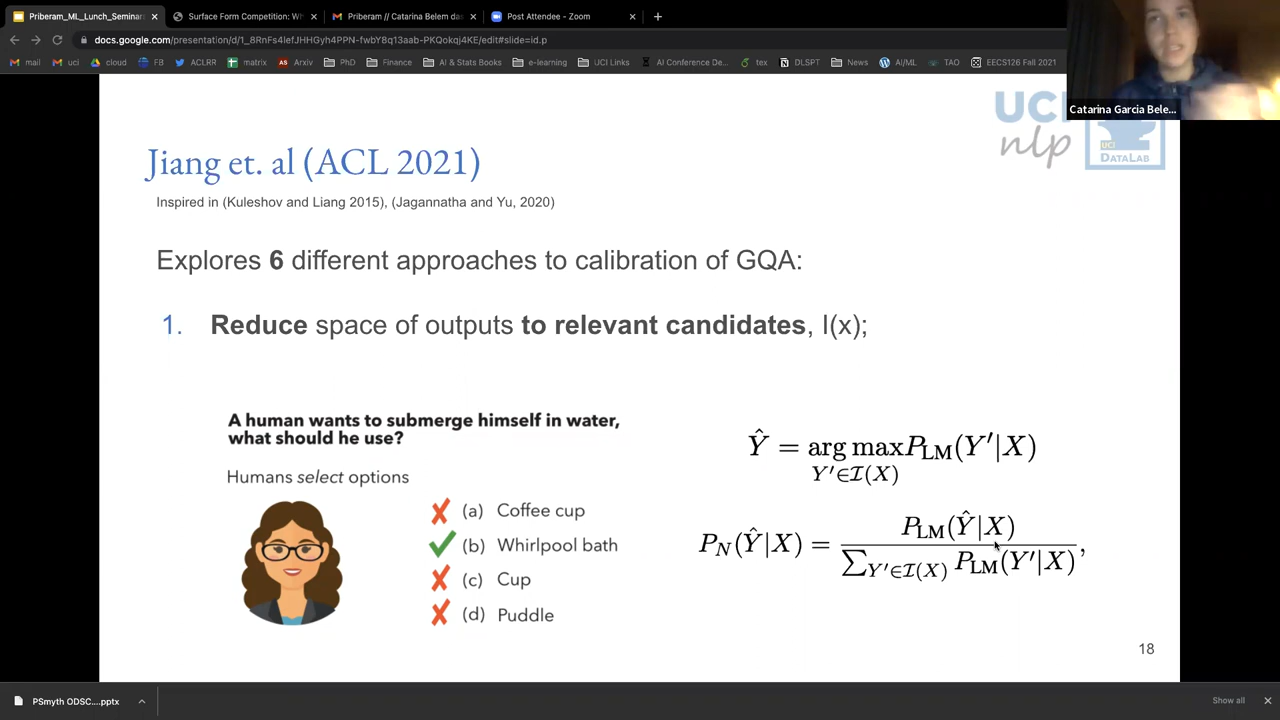 Priberam_ML_Lunch_Seminar
Surface Form Competition: Wh
Priberam // Catarina Belem das
Post Attendee - Zoom
docs.google.com/presentation/d/1_8RnFs4lefJHHGyh4PPN-fwbY8q13aab-PKQokqj4KE/edit#slide=id.p
mail
uci
cloud
FB
ACLRR
matrix
Arxiv
PhD
Finance
AI & Stats Books
e-learning
UCI Links
AI Conference De...
tex
DLSPT
News
AI/ML
TAO
EECS126 Fall 2021
Catarina Garcia Bele...
UCI
nlp
UCI
DATALAB
Jiang et. al (ACL 2021)
Inspired in (Kuleshov and Liang 2015), (Jagannatha and Yu, 2020)
Explores 6 different approaches to calibration of GQA:
1. Reduce space of outputs to relevant candidates, I(x);
A human wants to submerge himself in water,
what should he use?
Humans select options
(a) Coffee cup
(b) Whirlpool bath
(c) Cup
(d) Puddle
Ŷ = arg max P_LM(Y′|X)
Y′∈I(X)
P_N(Ŷ|X) = P_LM(Ŷ|X)
∑_Y′∈I(X) P_LM(Y′|X) ,
18
PSmyth ODSC....pptx
Show all